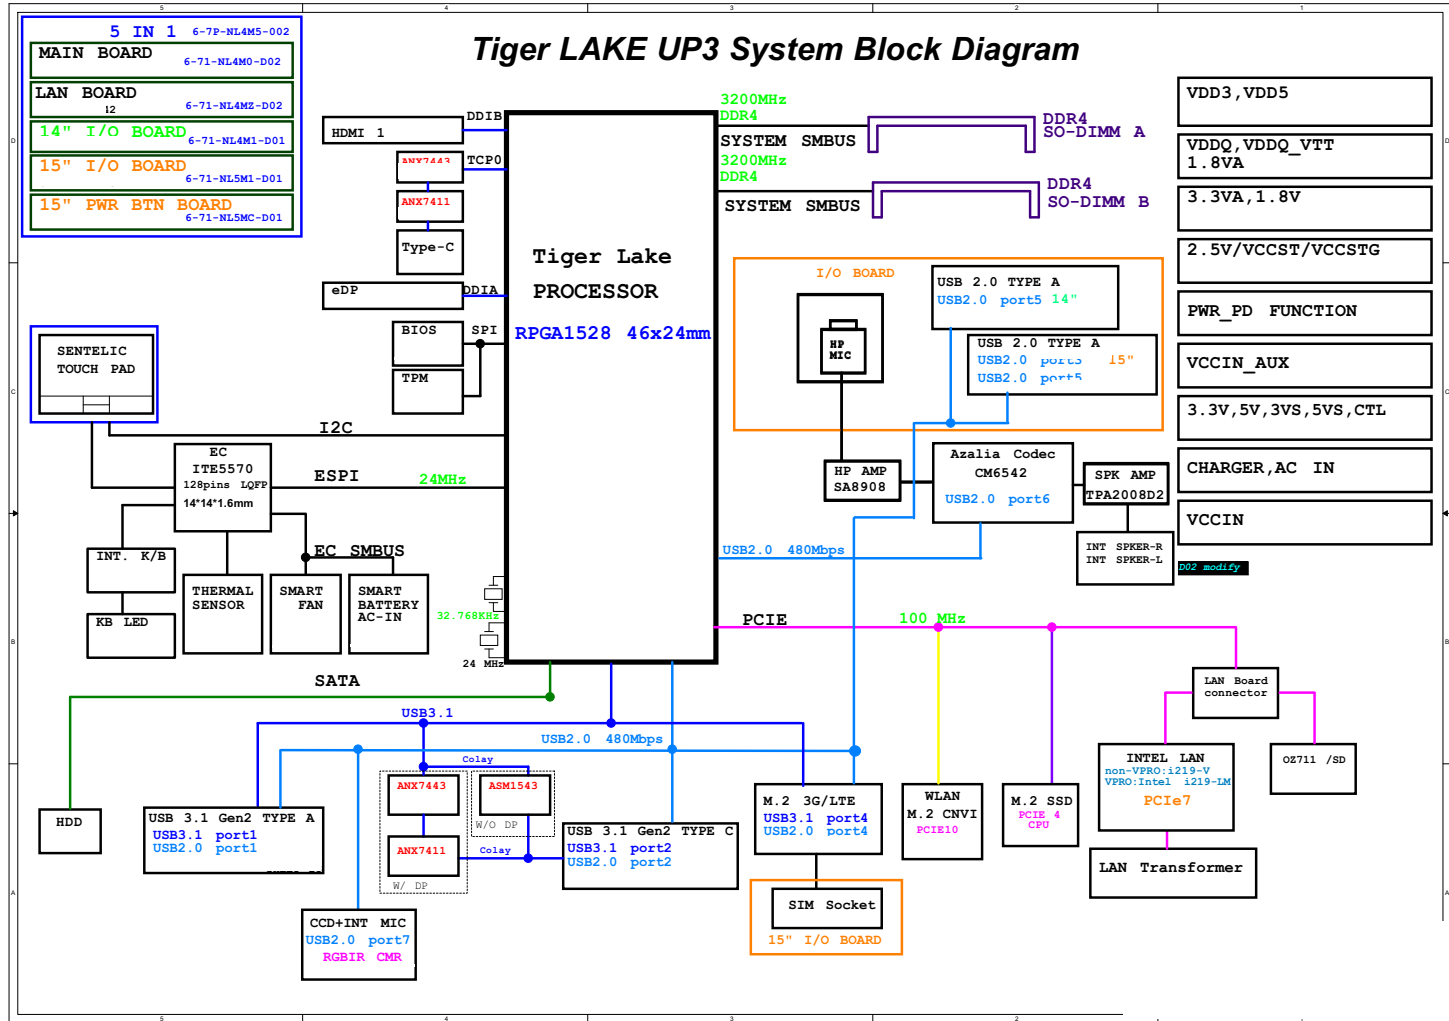 Tiger LAKE UP3 System Block Diagram
5 IN 1 6-7P-NL4M5-002
MAIN BOARD
6-71-NL4M0-D02
LAN BOARD
12
6-71-NL4MZ-D02
14" I/O BOARD
6-71-NL4M1-D01
15" I/O BOARD
6-71-NL5M1-D01
15" PWR BTN BOARD
6-71-NL5MC-D01
HDMI 1
DDIB
ANX7443
TCP0
ANX7411
Type-C
eDP
DDIA
BIOS
SPI
TPM
Tiger Lake
PROCESSOR
RPGA1528 46x24mm
3200MHz
DDR4
SYSTEM SMBUS
DDR4
SO-DIMM A
3200MHz
DDR4
SYSTEM SMBUS
DDR4
SO-DIMM B
VDD3,VDD5
VDDQ,VDDQ_VTT
1.8VA
3.3VA,1.8V
2.5V/VCCST/VCCSTG
PWR_PD FUNCTION
VCCIN_AUX
3.3V,5V,3VS,5VS,CTL
CHARGER,AC IN
VCCIN
D02 modify
I/O BOARD
HP
MIC
USB 2.0 TYPE A
USB2.0 port5 14"
USB 2.0 TYPE A
USB2.0 port3 15"
USB2.0 port5
HP AMP
SA8908
Azalia Codec
CM6542
USB2.0 port6
SPK AMP
TPA2008D2
INT SPKER-R
INT SPKER-L
USB2.0 480Mbps
SENTELIC
TOUCH PAD
I2C
EC
ITE5570
128pins LQFP
14*14*1.6mm
ESPI
24MHz
INT. K/B
KB LED
EC SMBUS
THERMAL
SENSOR
SMART
FAN
SMART
BATTERY
AC-IN
32.768KHz
24 MHz
PCIE
100 MHz
SATA
HDD
USB3.1
USB2.0 480Mbps
Colay
ANX7443
ASM1543
W/O DP
ANX7411
Colay
W/ DP
USB 3.1 Gen2 TYPE A
USB3.1 port1
USB2.0 port1
USB 3.1 Gen2 TYPE C
USB3.1 port2
USB2.0 port2
CCD+INT MIC
USB2.0 port7
RGBIR CMR
M.2 3G/LTE
USB3.1 port4
USB2.0 port4
SIM Socket
15" I/O BOARD
WLAN
M.2 CNVI
PCIE10
M.2 SSD
PCIE 4
CPU
LAN Board
connector
INTEL LAN
non-VPRO:i219-V
VPRO:Intel i219-LM
PCIe7
OZ711 /SD
LAN Transformer